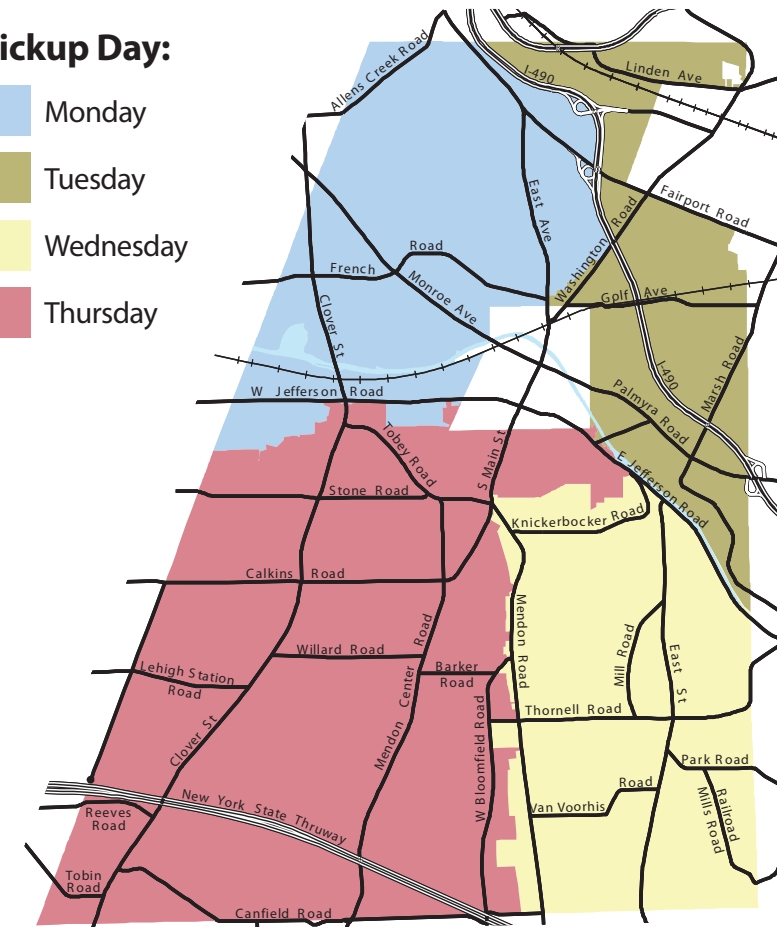 ickup Day:
Monday
Tuesday
Wednesday
Thursday
Allens Creek Road
I-490
Linden Ave
East Ave
Washington Road
Fairport Road
French
Road
Monroe Ave
Golf Ave
Clover St
I-490
Marsh Road
W Jefferson Road
Palmyra Road
Tobey Road
S Main St
E Jefferson Road
Stone Road
Knickerbocker Road
Calkins Road
Mendon Road
Mill Road
East St
Willard Road
Lehigh Station
Road
Barker
Road
Mendon Center Road
Clover St
W Bloomfield Road
Thornell Road
Park Road
Van Voorhis Road
Railroad
Mills Road
New York State Thruway
Reeves
Road
Tobin
Road
Canfield Road